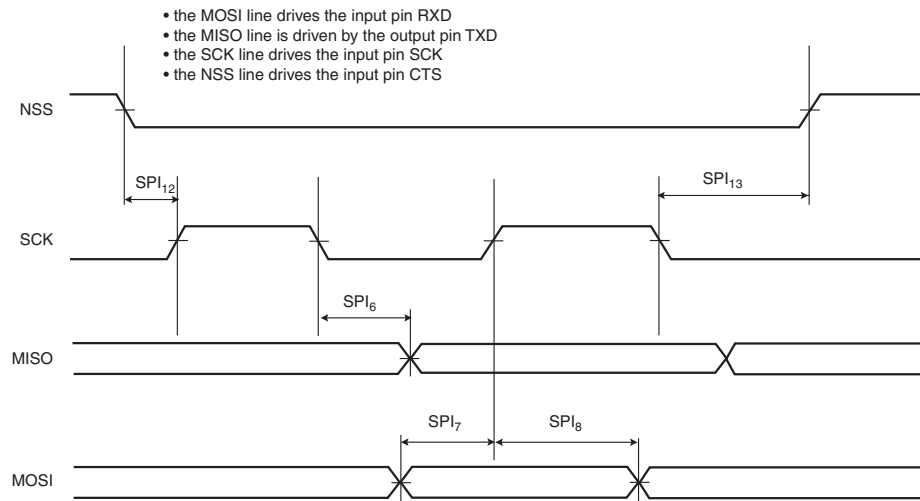 • the MOSI line drives the input pin RXD
• the MISO line is driven by the output pin TXD
• the SCK line drives the input pin SCK
• the NSS line drives the input pin CTS
NSS
SPI12
SPI13
SCK
SPI6
MISO
SPI7
SPI8
MOSI